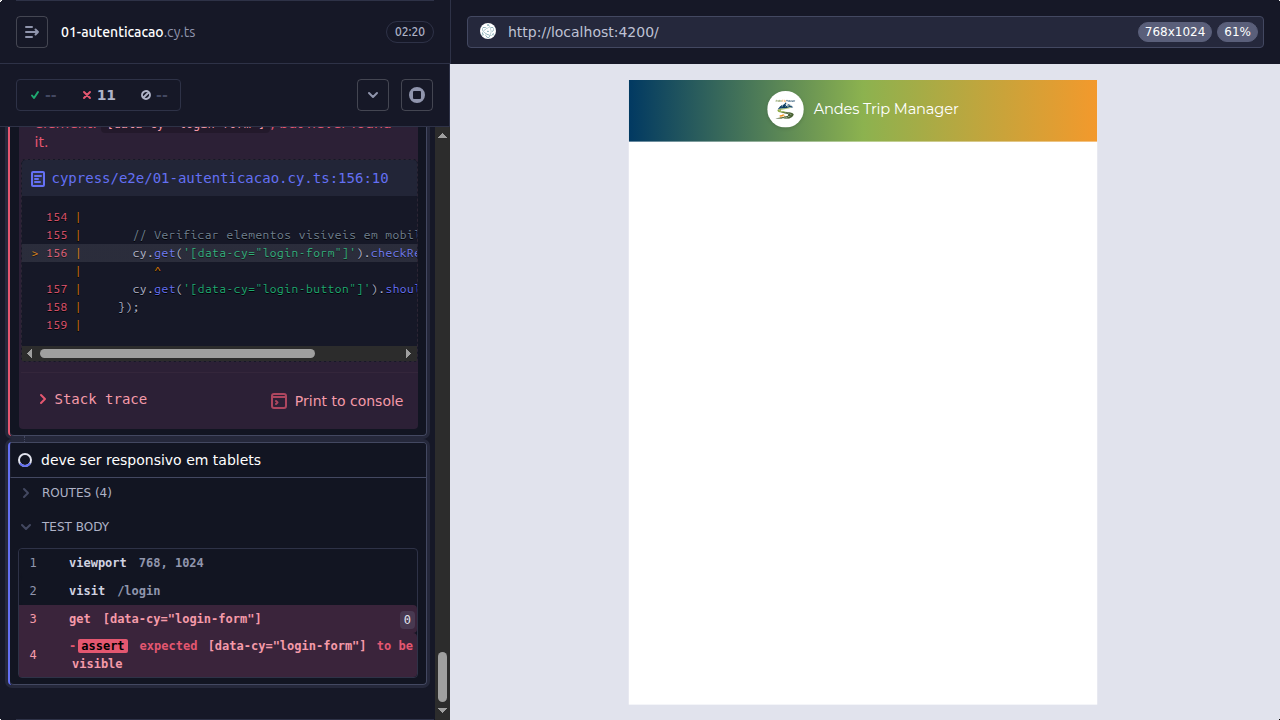 01-autenticacao.cy.ts
02:20
--
11
--
it.
cypress/e2e/01-autenticacao.cy.ts:156:10
154 |
155 | // Verificar elementos visíveis em mobil
> 156 | cy.get('[data-cy="login-form"]').checkRe
| ^
157 | cy.get('[data-cy="login-button"]').shoul
158 | });
159 |
Stack trace
Print to console
deve ser responsivo em tablets
ROUTES (4)
TEST BODY
1 viewport 768, 1024
2 visit /login
3 get [data-cy="login-form"] 0
4 -assert expected [data-cy="login-form"] to be
visible
http://localhost:4200/
768x1024
61%
Andes Trip Manager